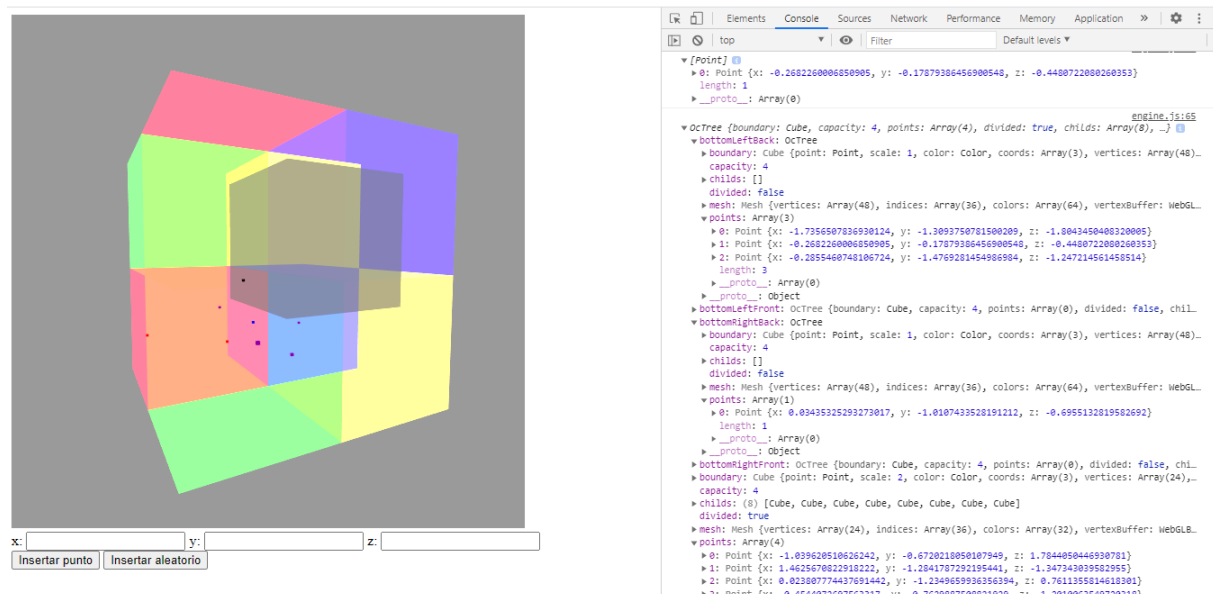 x: y: z:
Insertar punto Insertar aleatorio
Elements Console Sources Network Performance Memory Application »
top Filter Default levels ▼
▼[Point]
▶0: Point {x: -0.2682260006850905, y: -0.17879386456900548, z: -0.4480722080260353}
length: 1
▶__proto__: Array(0)
engine.js:65
▼OcTree {boundary: Cube, capacity: 4, points: Array(4), divided: true, childs: Array(8), …}
▼bottomLeftBack: OcTree
▶boundary: Cube {point: Point, scale: 1, color: Color, coords: Array(3), vertices: Array(48)…
capacity: 4
▶childs: []
divided: false
▶mesh: Mesh {vertices: Array(48), indices: Array(36), colors: Array(64), vertexBuffer: WebGL…
▼points: Array(3)
▶0: Point {x: -1.7356507836930124, y: -1.3093750781500209, z: -1.8043450408320005}
▶1: Point {x: -0.2682260006850905, y: -0.17879386456900548, z: -0.4480722080260353}
▶2: Point {x: -0.2855460748106724, y: -1.4769281454986984, z: -1.247214561458514}
length: 3
▶__proto__: Array(0)
▶__proto__: Object
▶bottomLeftFront: OcTree {boundary: Cube, capacity: 4, points: Array(0), divided: false, chil…
▼bottomRightBack: OcTree
▶boundary: Cube {point: Point, scale: 1, color: Color, coords: Array(3), vertices: Array(48)…
capacity: 4
▶childs: []
divided: false
▶mesh: Mesh {vertices: Array(48), indices: Array(36), colors: Array(64), vertexBuffer: WebGL…
▼points: Array(1)
▶0: Point {x: 0.03435325293273017, y: -1.0107433528191212, z: -0.6955132819582692}
length: 1
▶__proto__: Array(0)
▶__proto__: Object
▶bottomRightFront: OcTree {boundary: Cube, capacity: 4, points: Array(0), divided: false, chi…
▶boundary: Cube {point: Point, scale: 2, color: Color, coords: Array(3), vertices: Array(24),…
capacity: 4
▶childs: (8) [Cube, Cube, Cube, Cube, Cube, Cube, Cube, Cube]
divided: true
▶mesh: Mesh {vertices: Array(24), indices: Array(36), colors: Array(32), vertexBuffer: WebGLB…
▼points: Array(4)
▶0: Point {x: -1.039620510626242, y: -0.6720218050107949, z: 1.7844050446930781}
▶1: Point {x: 1.4625670822918222, y: -1.2841787292195441, z: -1.347343039582955}
▶2: Point {x: 0.023807774437691442, y: -1.2349659936356394, z: 0.7611355814618301}